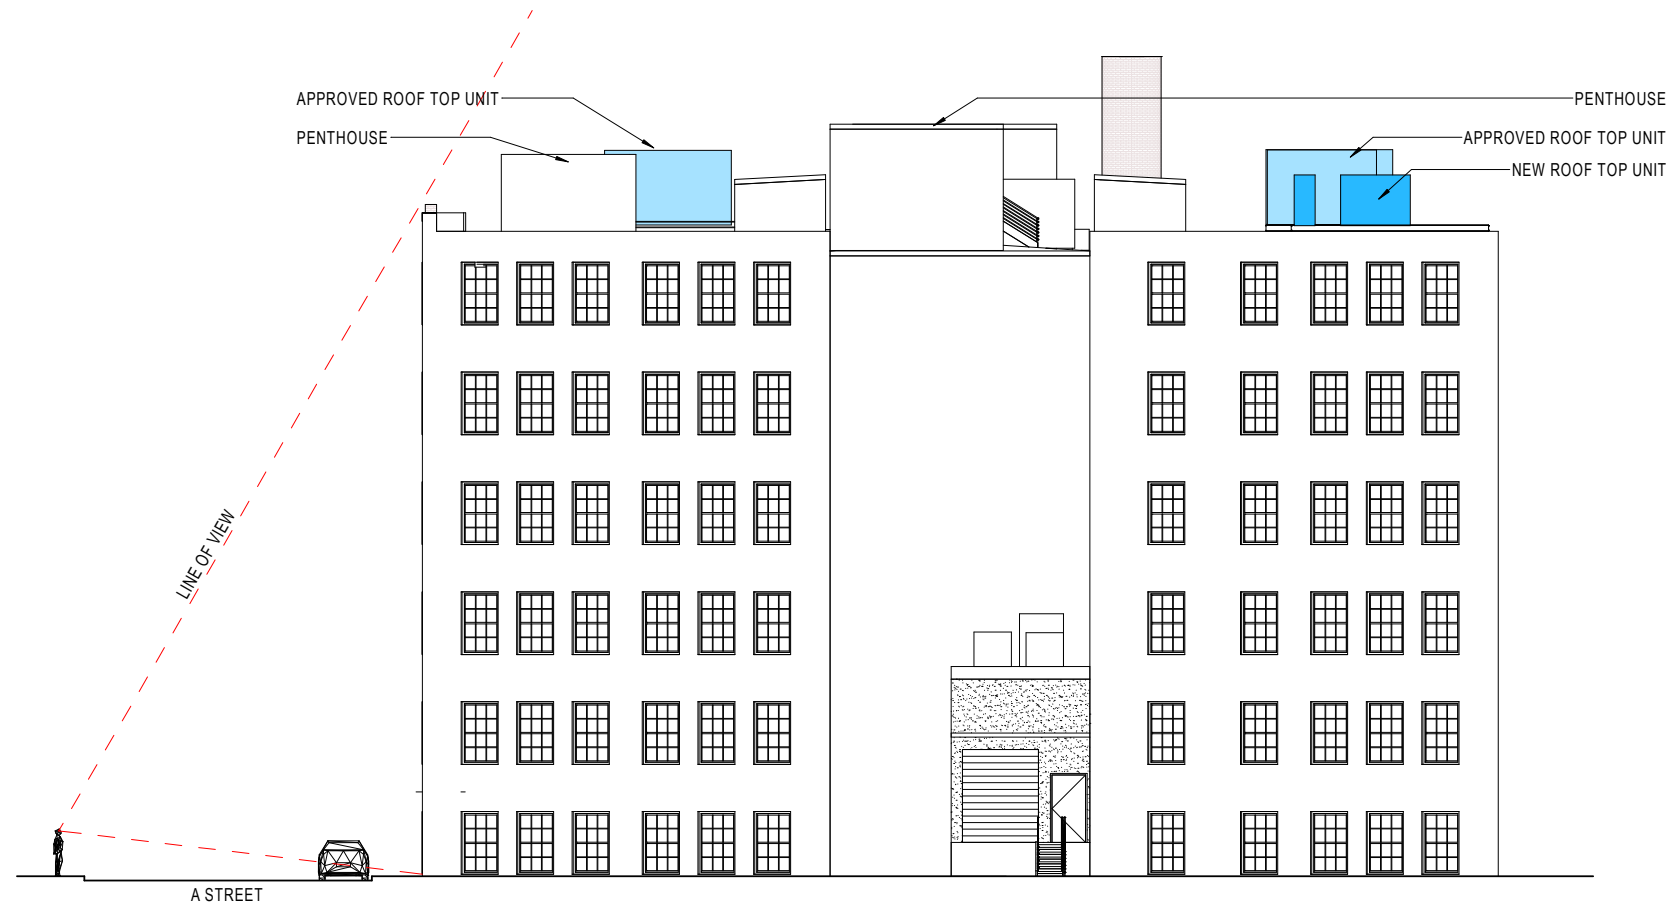 APPROVED ROOF TOP UNIT
PENTHOUSE
PENTHOUSE
APPROVED ROOF TOP UNIT
NEW ROOF TOP UNIT
LINE OF VIEW
A STREET